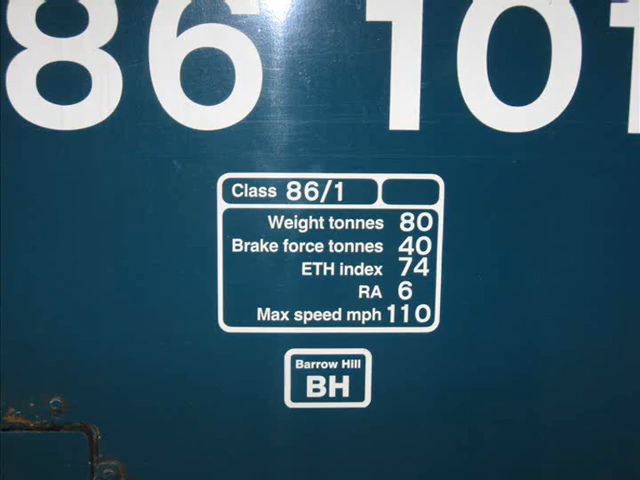 86 101
Class 86/1
Weight tonnes 80
Brake force tonnes 40
ETH index 74
RA 6
Max speed mph 110
Barrow Hill
BH